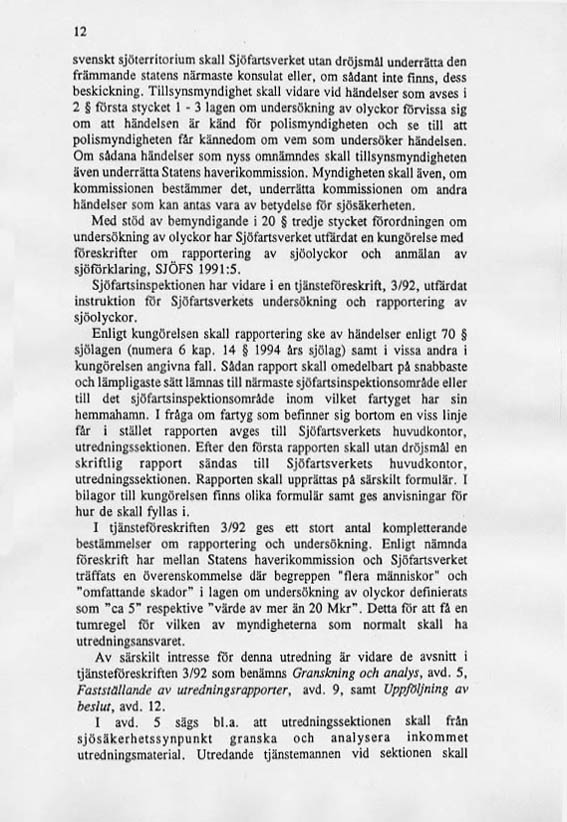 12
svenskt sjöterritorium skall Sjöfartsverket utan dröjsmål underrätta den
främmande statens närmaste konsulat eller, om sådant inte finns, dess
beskickning. Tillsynsmyndighet skall vidare vid händelser som avses i
2 § första stycket 1 - 3 lagen om undersökning av olyckor förvissa sig
om att händelsen är känd för polismyndigheten och se till att
polismyndigheten får kännedom om vem som undersöker händelsen.
Om sådana händelser som nyss omnämndes skall tillsynsmyndigheten
även underrätta Statens haverikommission. Myndigheten skall även, om
kommissionen bestämmer det, underrätta kommissionen om andra
händelser som kan antas vara av betydelse för sjösäkerheten.
Med stöd av bemyndigande i 20 § tredje stycket förordningen om
undersökning av olyckor har Sjöfartsverket utfärdat en kungörelse med
föreskrifter om rapportering av sjöolyckor och anmälan av
sjöförklaring, SJÖFS 1991:5.
Sjöfartsinspektionen har vidare i en tjänsteföreskrift, 3/92, utfärdat
instruktion för Sjöfartsverkets undersökning och rapportering av
sjöolyckor.
Enligt kungörelsen skall rapportering ske av händelser enligt 70 §
sjölagen (numera 6 kap. 14 § 1994 års sjölag) samt i vissa andra i
kungörelsen angivna fall. Sådan rapport skall omedelbart på snabbaste
och lämpligaste sätt lämnas till närmaste sjöfartsinspektionsområde eller
till det sjöfartsinspektionsområde inom vilket fartyget har sin
hemmahamn. I fråga om fartyg som befinner sig bortom en viss linje
får i stället rapporten avges till Sjöfartsverkets huvudkontor,
utredningssektionen. Efter den första rapporten skall utan dröjsmål en
skriftlig rapport sändas till Sjöfartsverkets huvudkontor,
utredningssektionen. Rapporten skall upprättas på särskilt formulär. I
bilagor till kungörelsen finns olika formulär samt ges anvisningar för
hur de skall fyllas i.
I tjänsteföreskriften 3/92 ges ett stort antal kompletterande
bestämmelser om rapportering och undersökning. Enligt nämnda
föreskrift har mellan Statens haverikommission och Sjöfartsverket
träffats en överenskommelse där begreppen "flera människor" och
"omfattande skador" i lagen om undersökning av olyckor definierats
som "ca 5" respektive "värde av mer än 20 Mkr". Detta för att få en
tumregel för vilken av myndigheterna som normalt skall ha
utredningsansvaret.
Av särskilt intresse för denna utredning är vidare de avsnitt i
tjänsteföreskriften 3/92 som benämns Granskning och analys, avd. 5,
Fastställande av utredningsrapporter, avd. 9, samt Uppföljning av
beslut, avd. 12.
I avd. 5 sägs bl.a. att utredningssektionen skall från
sjösäkerhetssynpunkt granska och analysera inkommet
utredningsmaterial. Utredande tjänstemannen vid sektionen skall